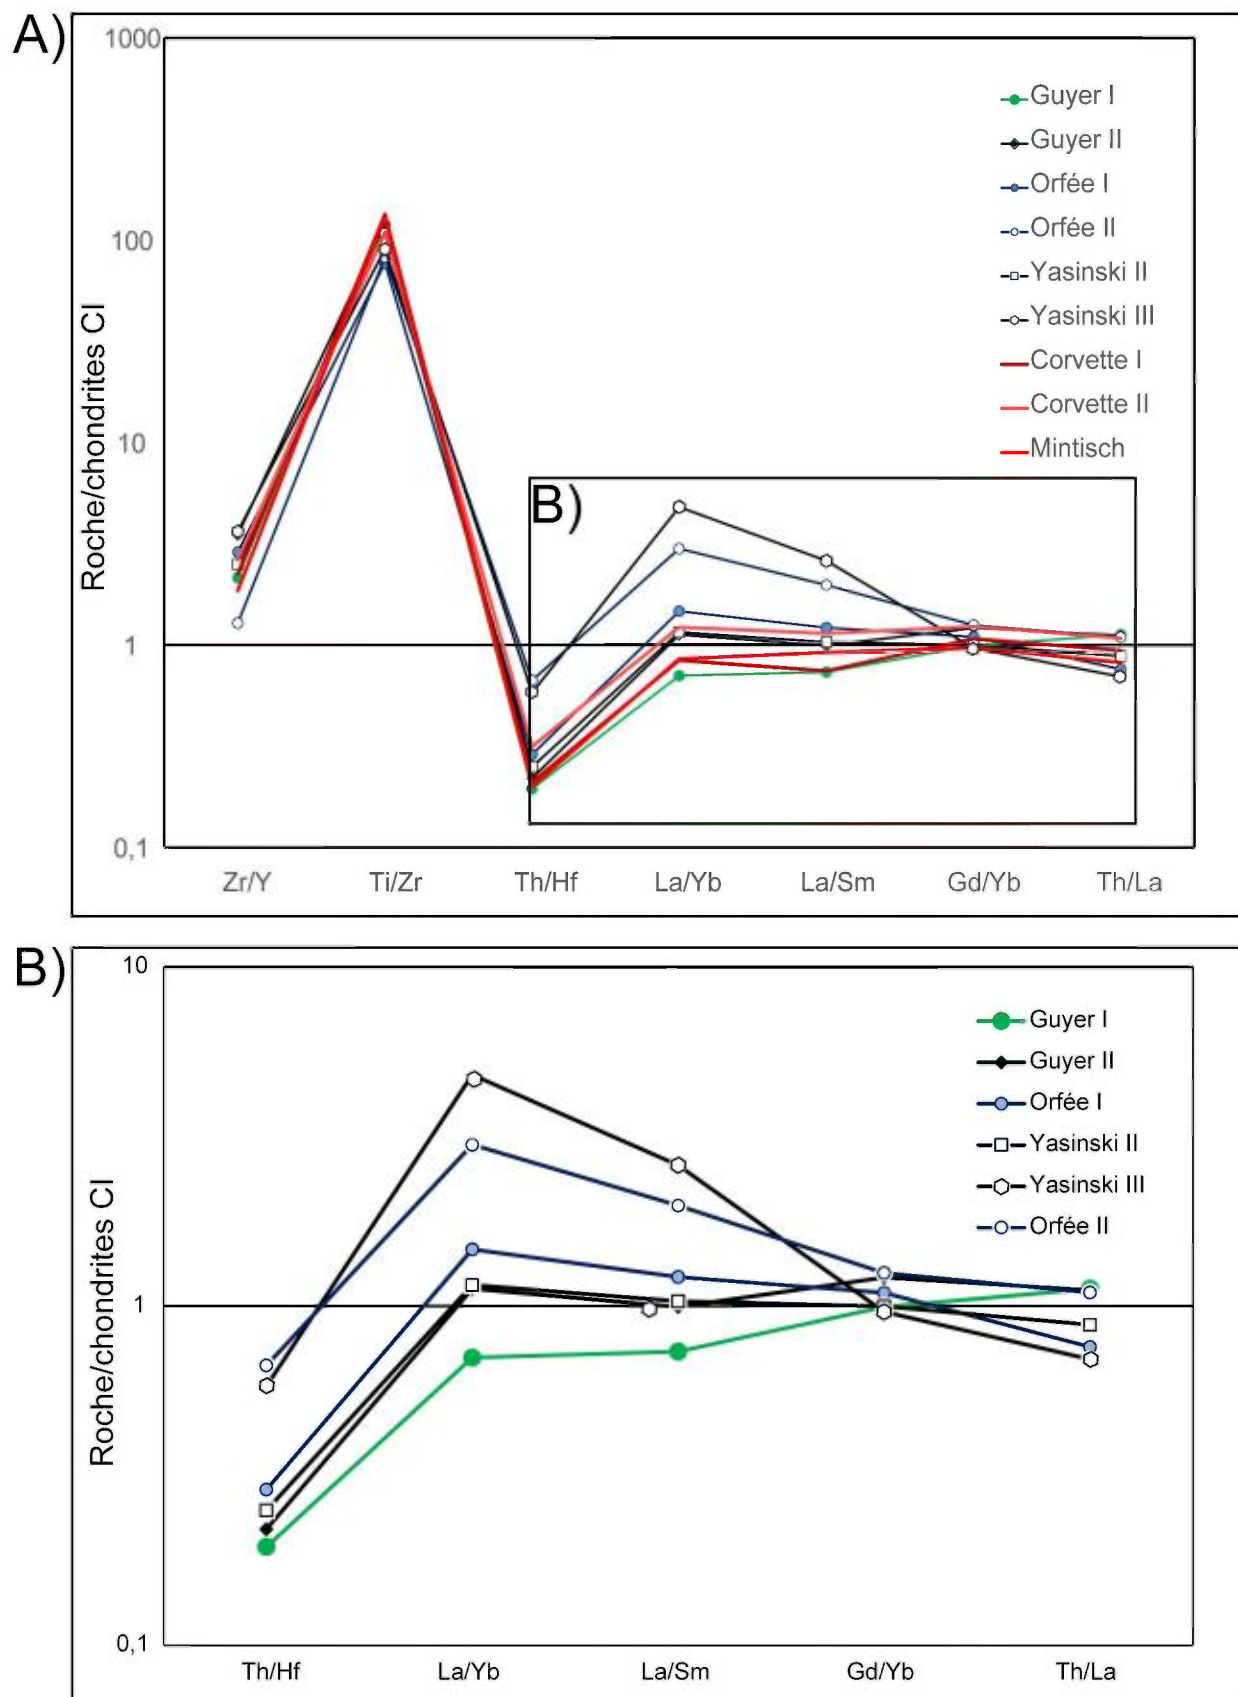 A)
1000
100
10
1
0,1
Roche/chondrites CI
Guyer I
Guyer II
Orfée I
Orfée II
Yasinski II
Yasinski III
Corvette I
Corvette II
Mintisch
B)
Zr/Y Ti/Zr Th/Hf La/Yb La/Sm Gd/Yb Th/La
B)
10
1
0,1
Roche/chondrites CI
Guyer I
Guyer II
Orfée I
Yasinski II
Yasinski III
Orfée II
Th/Hf La/Yb La/Sm Gd/Yb Th/La